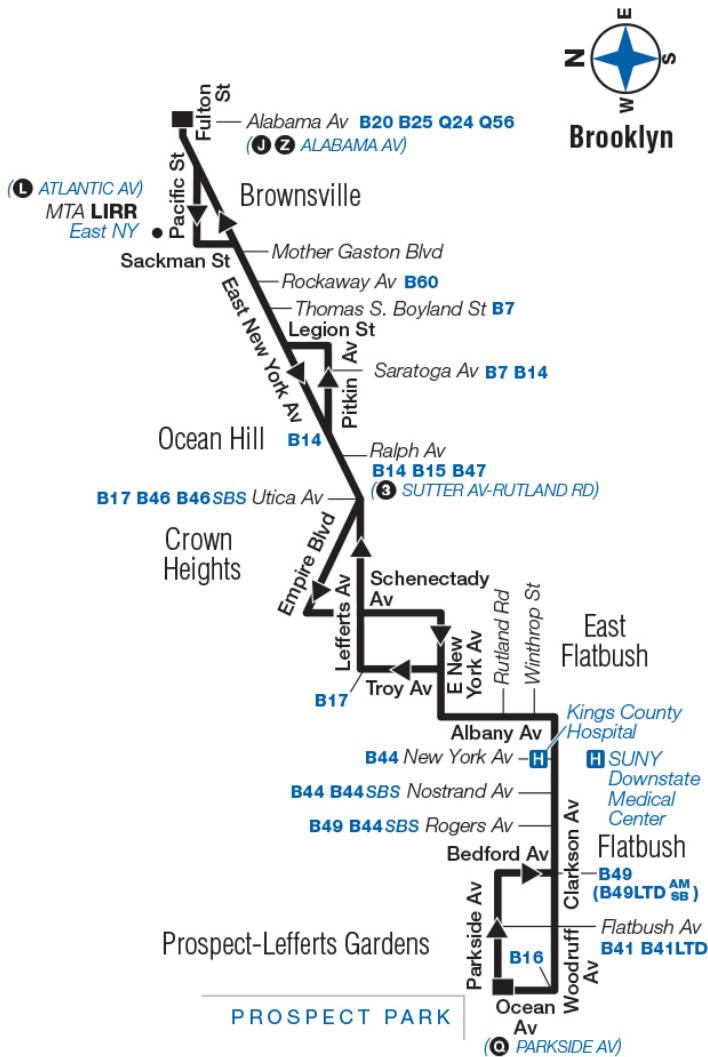 E
N
S
W
Brooklyn
Fulton St
Alabama Av B20 B25 Q24 Q56
(J Z ALABAMA AV)
(L ATLANTIC AV)
MTA LIRR
East NY
Pacific St
Brownsville
Sackman St
Mother Gaston Blvd
Rockaway Av B60
Thomas S. Boyland St B7
East New York Av
Legion St
Pitkin Av
Saratoga Av B7 B14
Ocean Hill
B14
Ralph Av
B14 B15 B47
(3 SUTTER AV-RUTLAND RD)
B17 B46 B46SBS Utica Av
Crown
Heights
Empire Blvd
Lefferts Av
Schenectady
Av
E New
York Av
Rutland Rd
Winthrop St
East
Flatbush
B17
Troy Av
Albany Av
Kings County
Hospital
B44 New York Av
H
H SUNY
Downstate
Medical
Center
B44 B44SBS Nostrand Av
B49 B44SBS Rogers Av
Clarkson Av
Flatbush
Bedford Av
B49
(B49LTD AM
SB)
Parkside Av
Flatbush Av
B41 B41LTD
Prospect-Lefferts Gardens
B16
Woodruff
Av
Ocean
Av
PROSPECT PARK
(Q PARKSIDE AV)